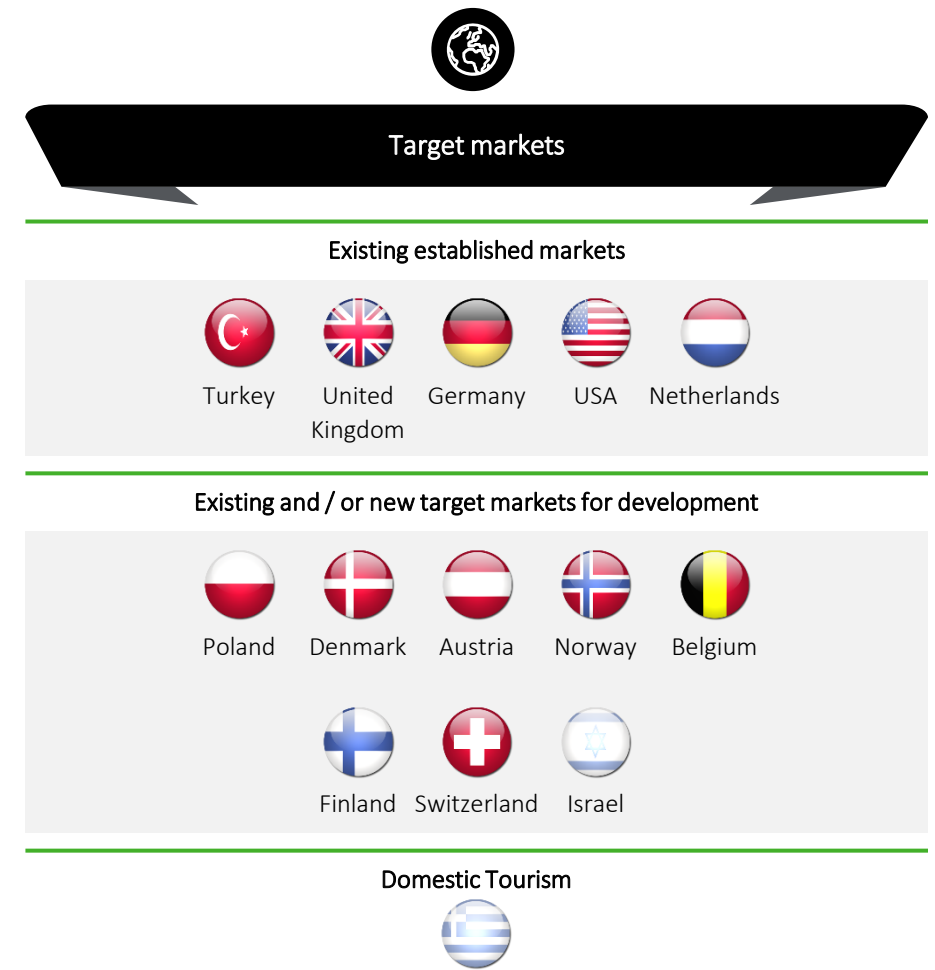 Target markets
Existing established markets
Turkey
United Kingdom
Germany
USA
Netherlands
Existing and / or new target markets for development
Poland
Denmark
Austria
Norway
Belgium
Finland
Switzerland
Israel
Domestic Tourism